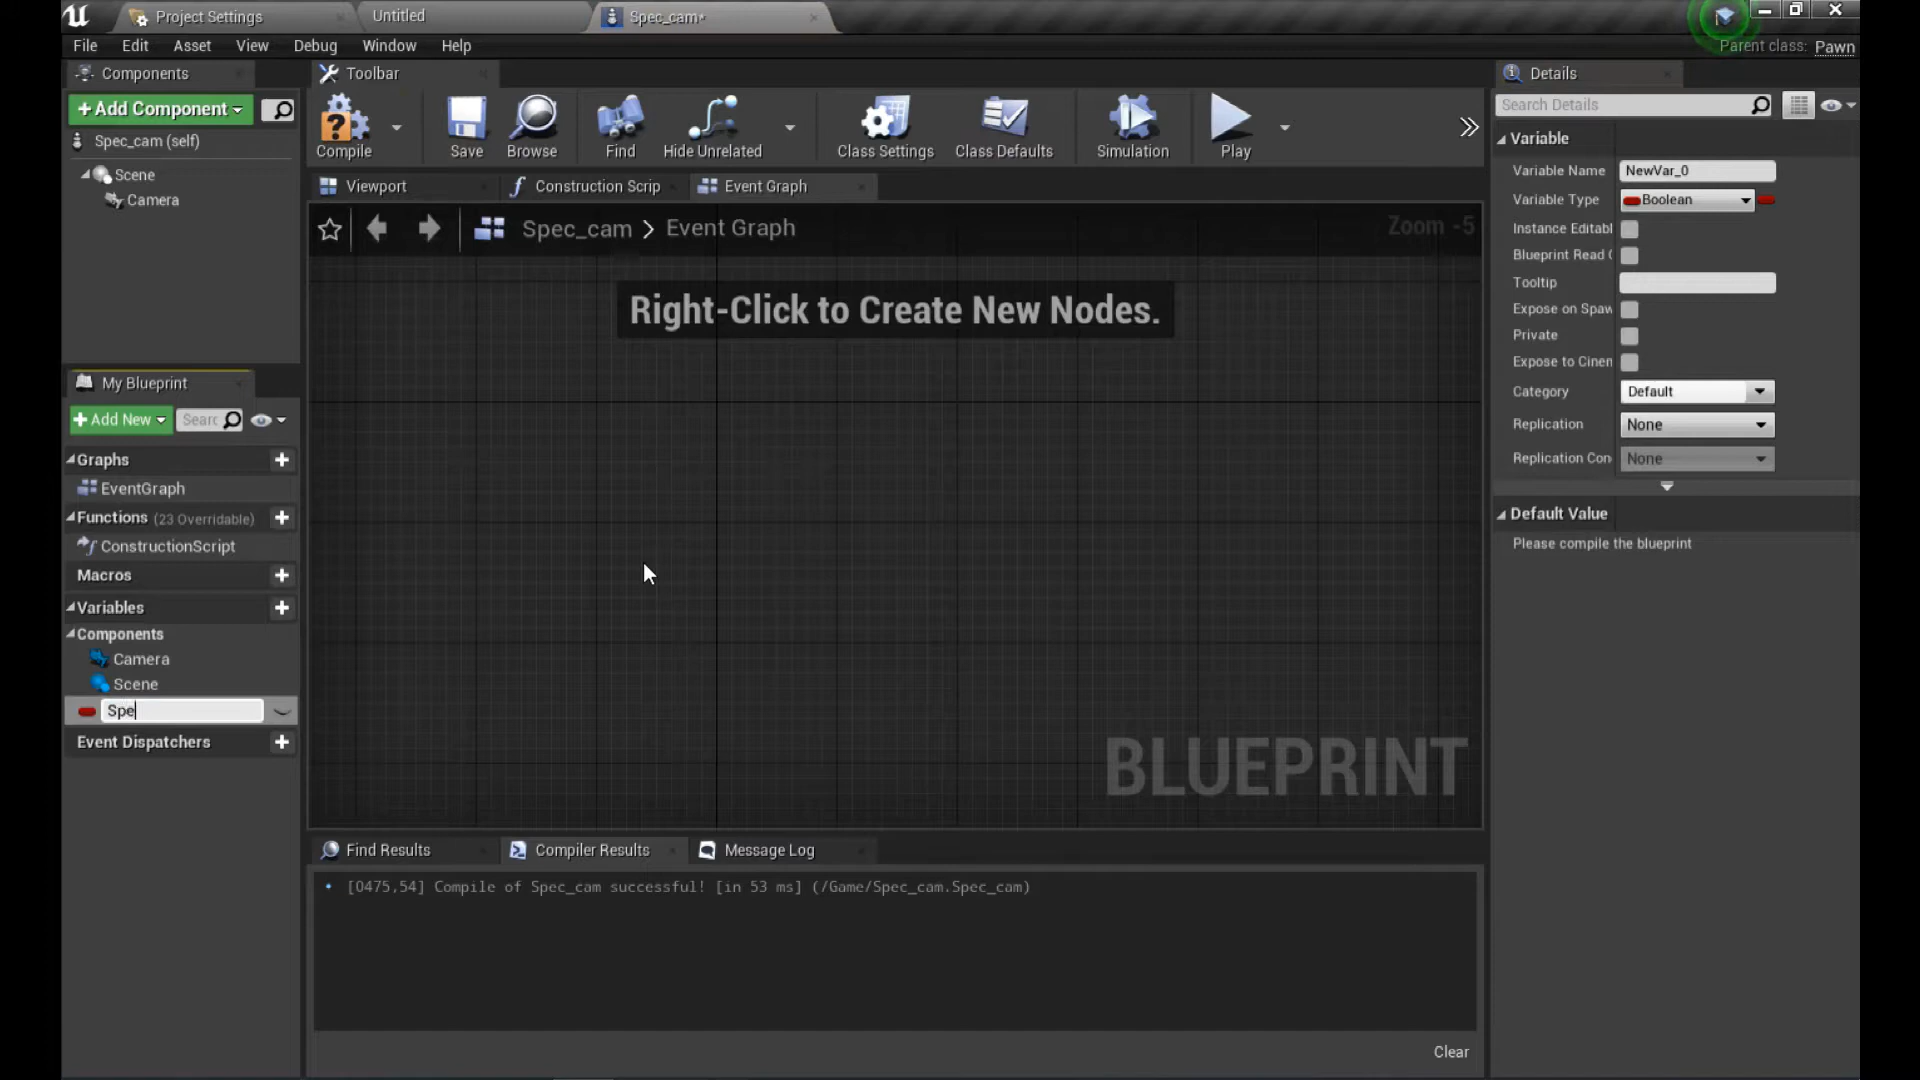 Project Settings
Untitled
Spec_cam*
File Edit Asset View Debug Window Help
Parent class: Pawn
Components
+Add Component
Spec_cam (self)
Scene
Camera
My Blueprint
+Add New
Searc
Graphs
EventGraph
Functions (23 Overridable)
ConstructionScript
Macros
Variables
Components
Camera
Scene
Spe
Event Dispatchers
Toolbar
Compile
Save
Browse
Find
Hide Unrelated
Class Settings
Class Defaults
Simulation
Play
Viewport
Construction Scrip
Event Graph
Spec_cam > Event Graph
Zoom -5
Right-Click to Create New Nodes.
BLUEPRINT
Find Results
Compiler Results
Message Log
• [0475,54] Compile of Spec_cam successful! [in 53 ms] (/Game/Spec_cam.Spec_cam)
Clear
Details
Search Details
Variable
Variable Name NewVar_0
Variable Type Boolean
Instance Editabl
Blueprint Read (
Tooltip
Expose on Spaw
Private
Expose to Cinen
Category Default
Replication None
Replication Con None
Default Value
Please compile the blueprint